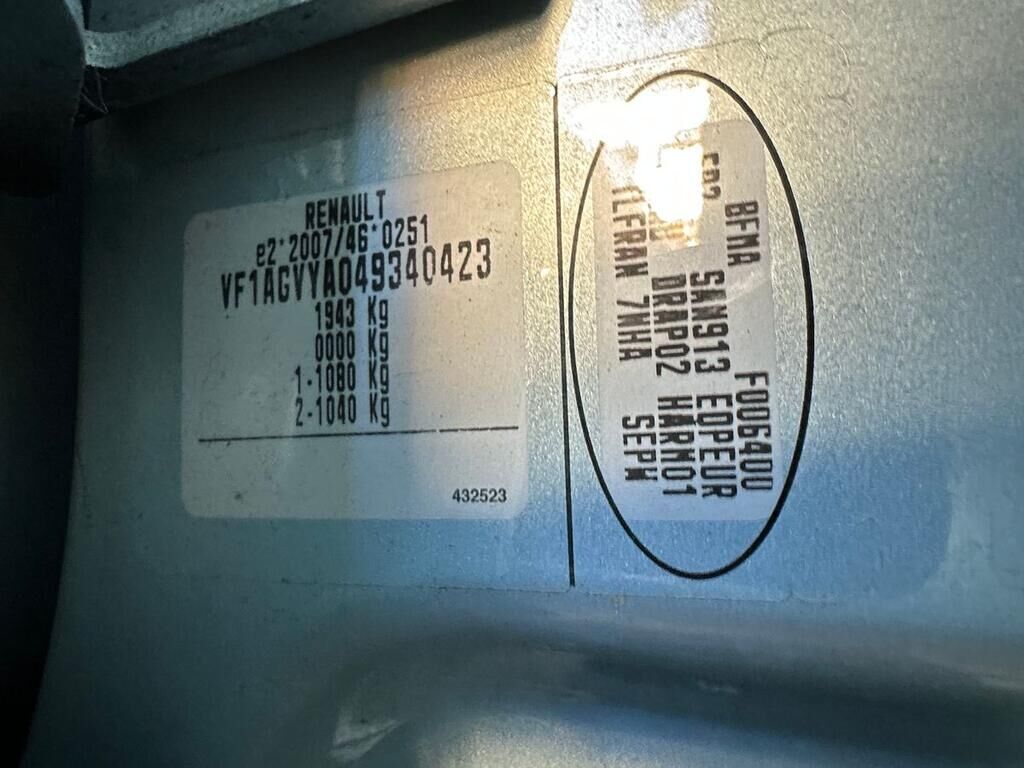 RENAULT
e2*2007/46*0251
VF1AGVYA049340423
1943 Kg
0000 Kg
1-1080 Kg
2-1040 Kg
432523
BFMA F0064DU
SAN913 EQPEUR
DRAP02 HARM01
TLFRAN 7NHA SEPW